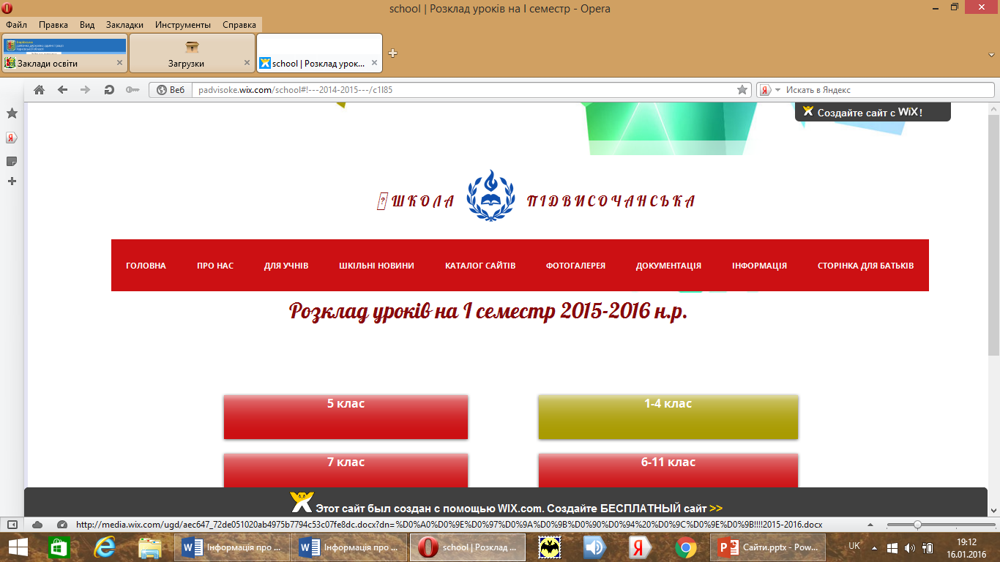 school | Розклад уроків на I семестр - Opera
Файл Правка Вид Закладки Инструменты Справка
Заклади освіти
Загрузки
school | Розклад урок...
Веб
padvisoke.wix.com/school#!---2014-2015---/c1l85
Искать в Яндекс
Создайте сайт с WiX!
ШКОЛА ПІДВИСОЧАНСЬКА
ГОЛОВНА ПРО НАС ДЛЯ УЧНІВ ШКІЛЬНІ НОВИНИ КАТАЛОГ САЙТІВ ФОТОГАЛЕРЕЯ ДОКУМЕНТАЦІЯ ІНФОРМАЦІЯ СТОРІНКА ДЛЯ БАТЬКІВ
Розклад уроків на I семестр 2015-2016 н.р.
5 клас
1-4 клас
7 клас
6-11 клас
Этот сайт был создан с помощью WIX.com. Создайте БЕСПЛАТНЫЙ сайт >>
http://media.wix.com/ugd/aec647_72de051020ab4975b7794c53c07fe8dc.docx?dn=%D0%A0%D0%9E%D0%97%D0%9A%D0%9B%D0%90%D0%94%20%D0%9C%D0%9E%D0%9B!!!!2015-2016.docx
Інформація про ...
Інформація про ...
school | Розклад ...
Сайти.pptx - Pow...
UK
19:12
16.01.2016